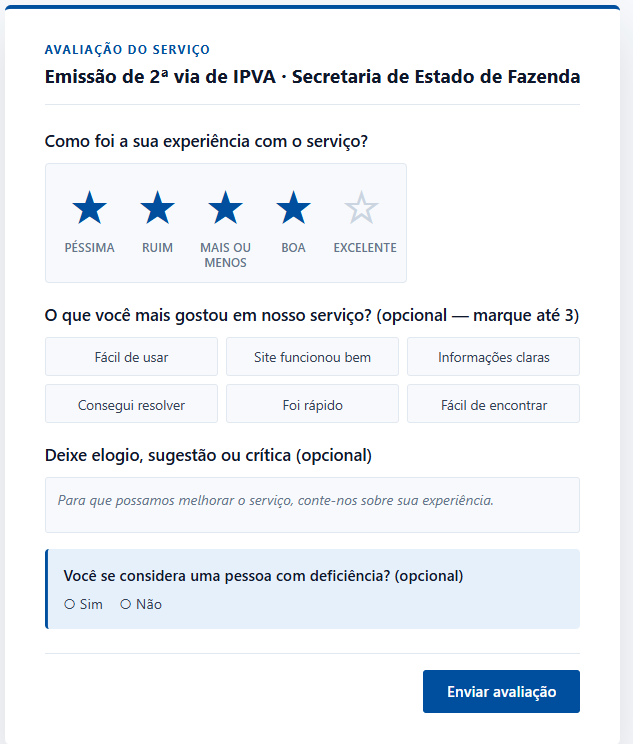 AVALIAÇÃO DO SERVIÇO
Emissão de 2ª via de IPVA · Secretaria de Estado de Fazenda
Como foi a sua experiência com o serviço?
PÉSSIMA RUIM MAIS OU MENOS BOA EXCELENTE
O que você mais gostou em nosso serviço? (opcional — marque até 3)
Fácil de usar Site funcionou bem Informações claras
Consegui resolver Foi rápido Fácil de encontrar
Deixe elogio, sugestão ou crítica (opcional)
Para que possamos melhorar o serviço, conte-nos sobre sua experiência.
Você se considera uma pessoa com deficiência? (opcional)
Sim Não
Enviar avaliação